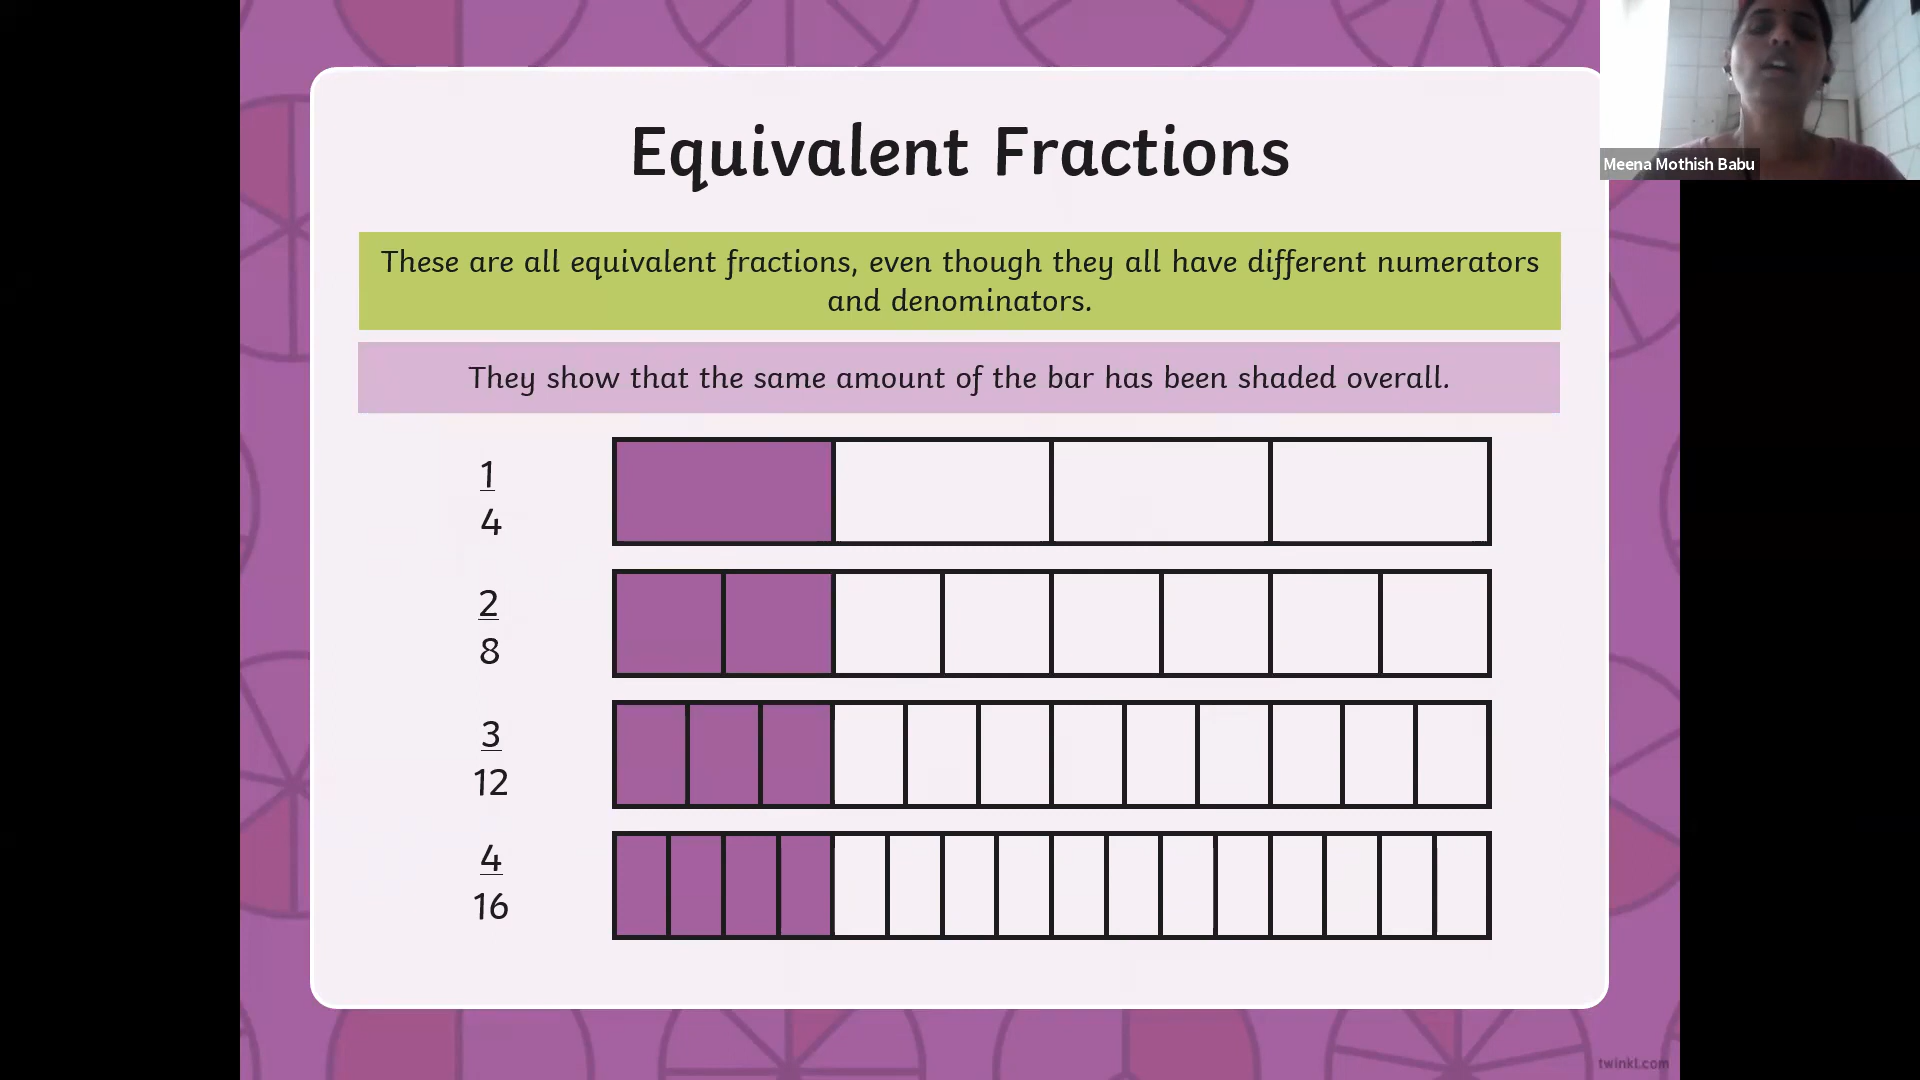 Equivalent Fractions
Meena Mothish Babu
These are all equivalent fractions, even though they all have different numerators
and denominators.
They show that the same amount of the bar has been shaded overall.
1
4
2
8
3
12
4
16
twinkl.com